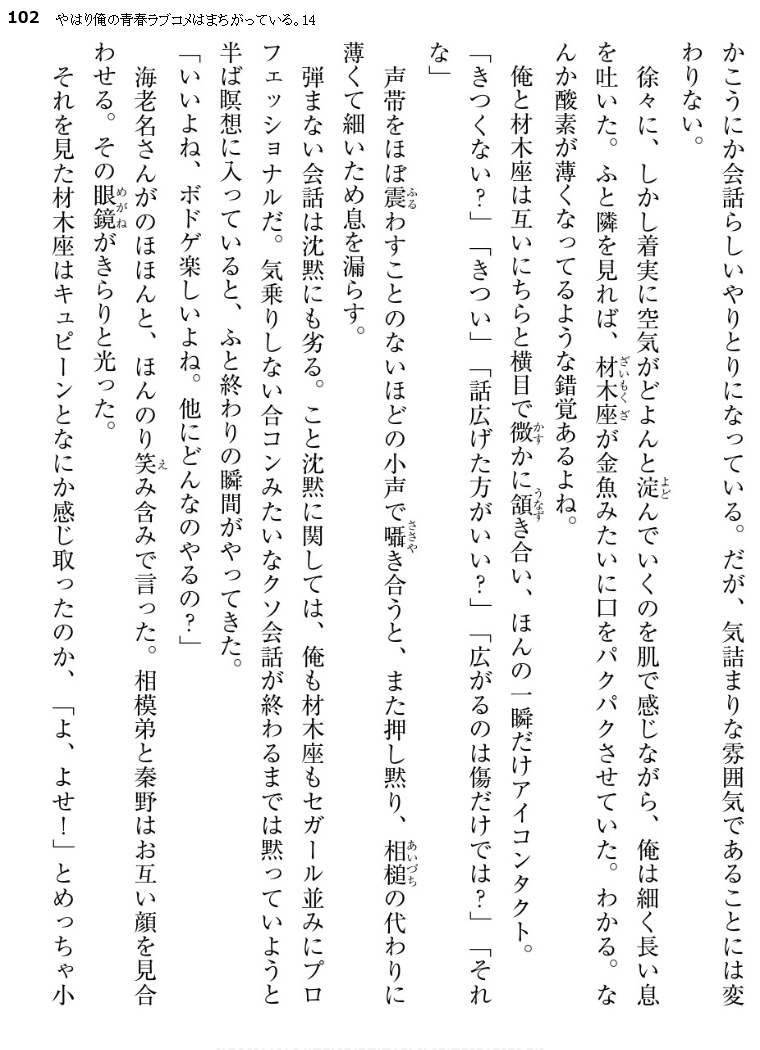 102 やはり俺の青春ラブコメはまちがっている。14
かこうにか会話らしいやりとりになっている。だが、気詰まりな雰囲気であることには変
わりない。
徐々に、しかし着実に空気がどよんと淀んでいくのを肌で感じながら、俺は細く長い息
を吐いた。ふと隣を見れば、材木座が金魚みたいに口をパクパクさせていた。わかる。な
んか酸素が薄くなってるような錯覚あるよね。
俺と材木座は互いにちらと横目で微かに頷き合い、ほんの一瞬だけアイコンタクト。
「きつくない？」「きつい」「話広げた方がいい？」「広がるのは傷だけでは？」「それ
な」
声帯をほぼ震わすことのないほどの小声で囁き合うと、また押し黙り、相槌の代わりに
薄くて細いため息を漏らす。
弾まない会話は沈黙にも劣る。こと沈黙に関しては、俺も材木座もセガール並みにプロ
フェッショナルだ。気乗りしない合コンみたいなクソ会話が終わるまでは黙っていようと
半ば瞑想に入っていると、ふと終わりの瞬間がやってきた。
「いいよね、ボドゲ楽しいよね。他にどんなのやるの？」
海老名さんがのほほんと、ほんのり笑み含みで言った。相模弟と秦野はお互い顔を見合
わせる。その眼鏡がきらりと光った。
それを見た材木座はキュピーンとなにか感じ取ったのか、「よ、よせ！」とめっちゃ小